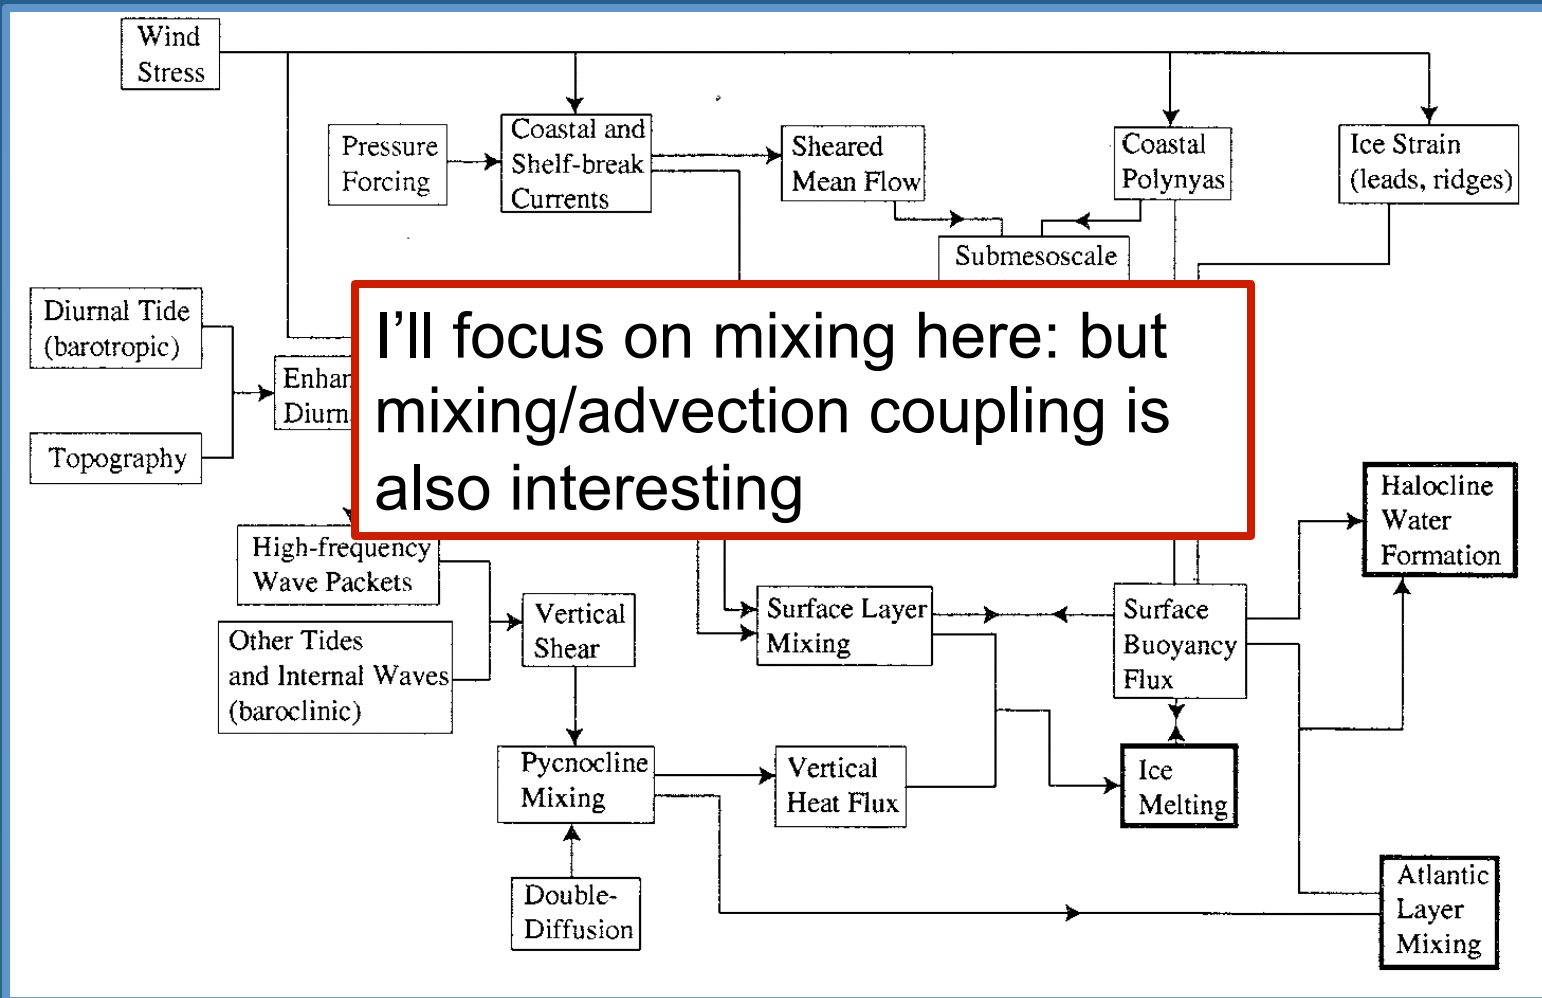 Wind
Stress
Pressure
Forcing
Coastal and
Shelf-break
Currents
Sheared
Mean Flow
Coastal
Polynyas
Ice Strain
(leads, ridges)
Submesoscale
Diurnal Tide
(barotropic)
Topography
I'll focus on mixing here: but
mixing/advection coupling is
also interesting
High-frequency
Wave Packets
Other Tides
and Internal Waves
(baroclinic)
Vertical
Shear
Surface Layer
Mixing
Surface
Buoyancy
Flux
Halocline
Water
Formation
Pycnocline
Mixing
Vertical
Heat Flux
Ice
Melting
Double-
Diffusion
Atlantic
Layer
Mixing